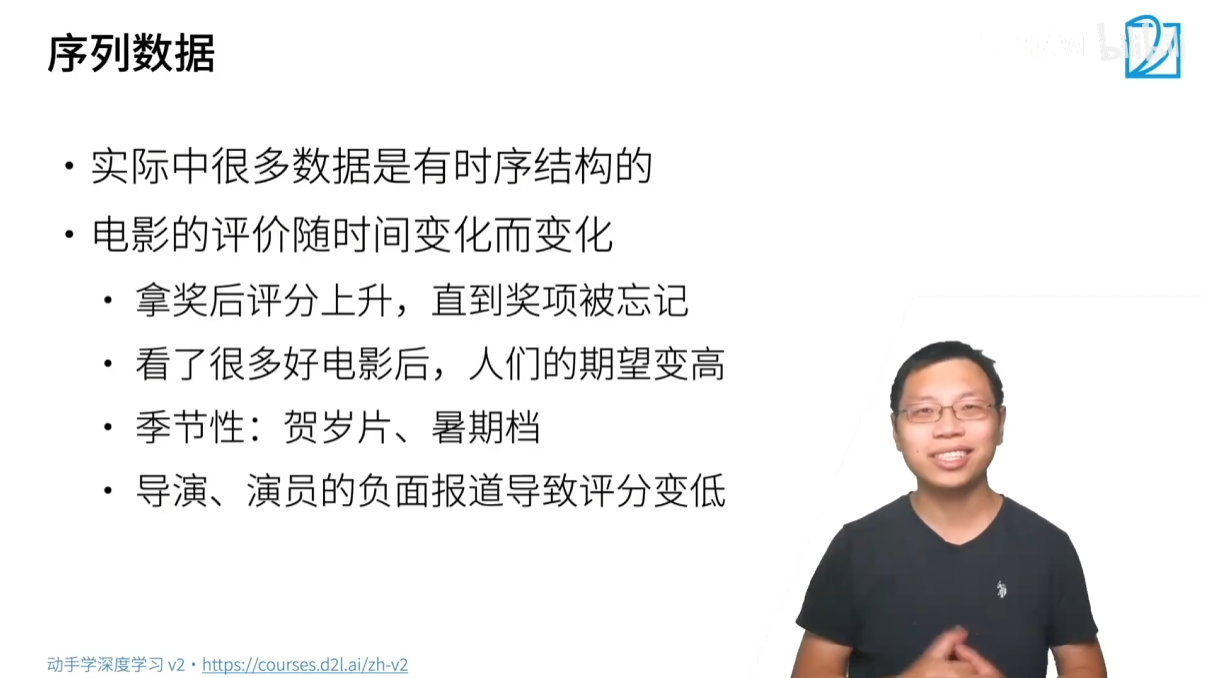 序列数据
bilibili
• 实际中很多数据是有时序结构的
• 电影的评价随时间变化而变化
• 拿奖后评分上升，直到奖项被忘记
• 看了很多好电影后，人们的期望变高
• 季节性：贺岁片、暑期档
• 导演、演员的负面报道导致评分变低
动手学深度学习 v2 • https://courses.d2l.ai/zh-v2